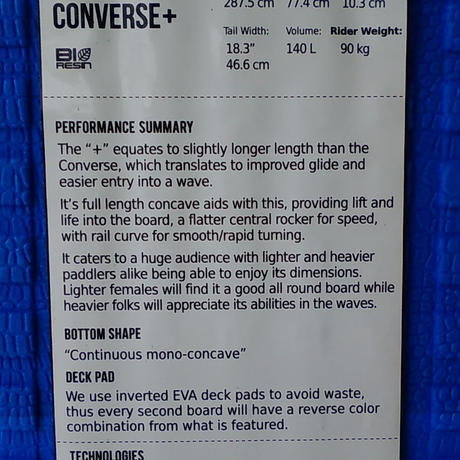 CONVERSE+
287.5 cm 77.4 cm 10.3 cm
Tail Width: Volume: Rider Weight:
18.3" 140 L 90 kg
46.6 cm
BIO
RESIN
PERFORMANCE SUMMARY
The “+” equates to slightly longer length than the
Converse, which translates to improved glide and
easier entry into a wave.
It’s full length concave aids with this, providing lift and
life into the board, a flatter central rocker for speed,
with rail curve for smooth/rapid turning.
It caters to a huge audience with lighter and heavier
paddlers alike being able to enjoy its dimensions.
Lighter females will find it a good all round board while
heavier folks will appreciate its abilities in the waves.
BOTTOM SHAPE
“Continuous mono-concave”
DECK PAD
We use inverted EVA deck pads to avoid waste,
thus every second board will have a reverse color
combination from what is featured.
TECHNOLOGIES